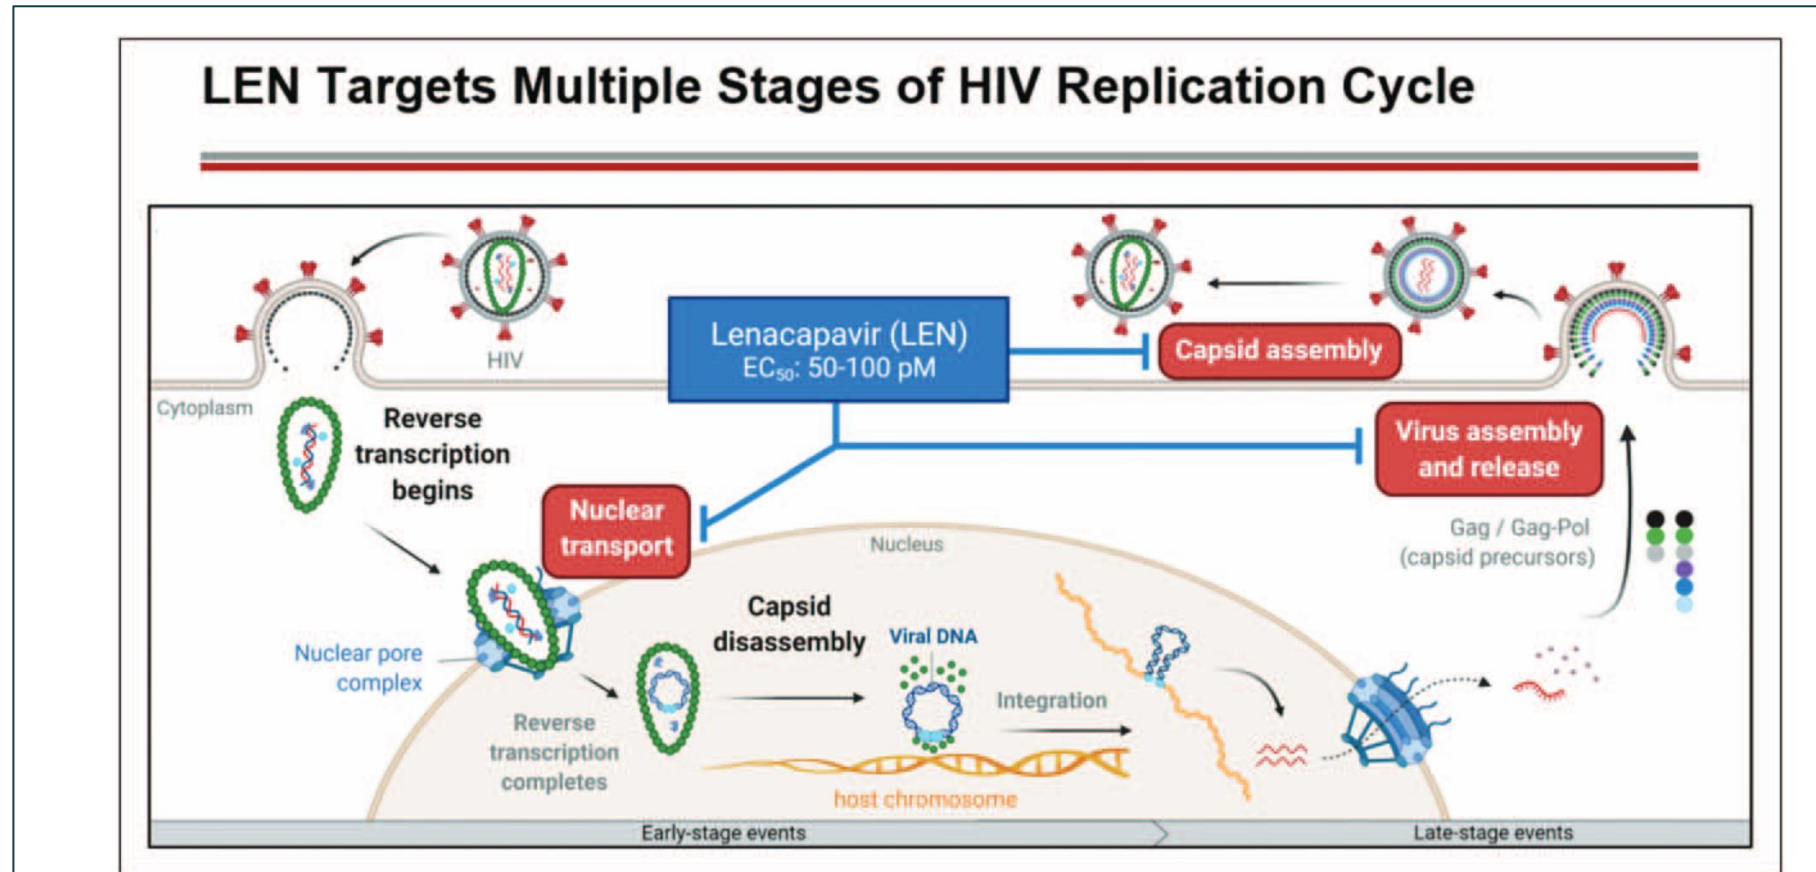 LEN Targets Multiple Stages of HIV Replication Cycle
HIV
Lenacapavir (LEN)
EC₅₀: 50-100 pM
Capsid assembly
Cytoplasm
Reverse
transcription
begins
Virus assembly
and release
Nuclear
transport
Nucleus
Gag / Gag-Pol
(capsid precursors)
Capsid
disassembly
Viral DNA
Nuclear pore
complex
Integration
Reverse
transcription
completes
host chromosome
Early-stage events
Late-stage events